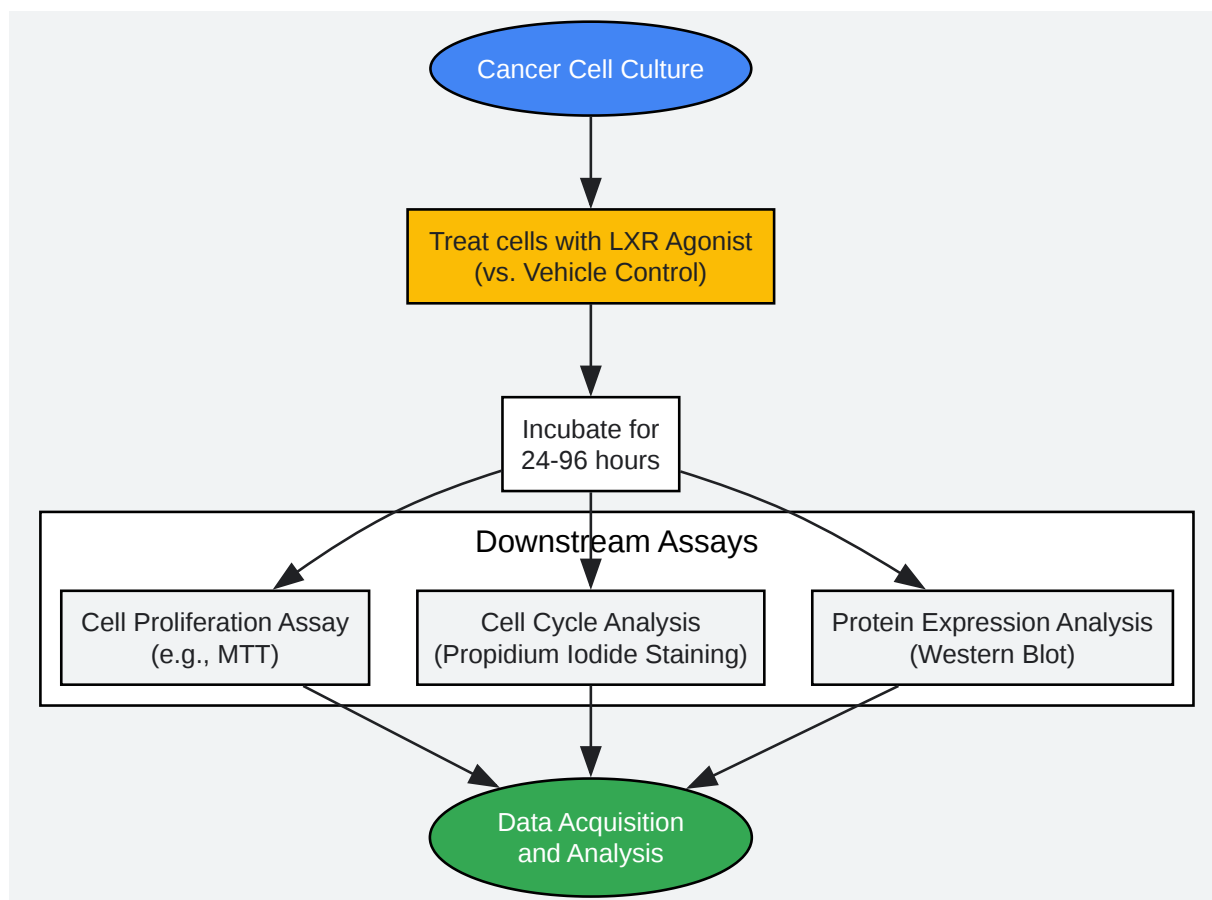 Cancer Cell Culture
Treat cells with LXR Agonist
(vs. Vehicle Control)
Incubate for
24-96 hours
Downstream Assays
Cell Proliferation Assay
(e.g., MTT)
Cell Cycle Analysis
(Propidium Iodide Staining)
Protein Expression Analysis
(Western Blot)
Data Acquisition
and Analysis